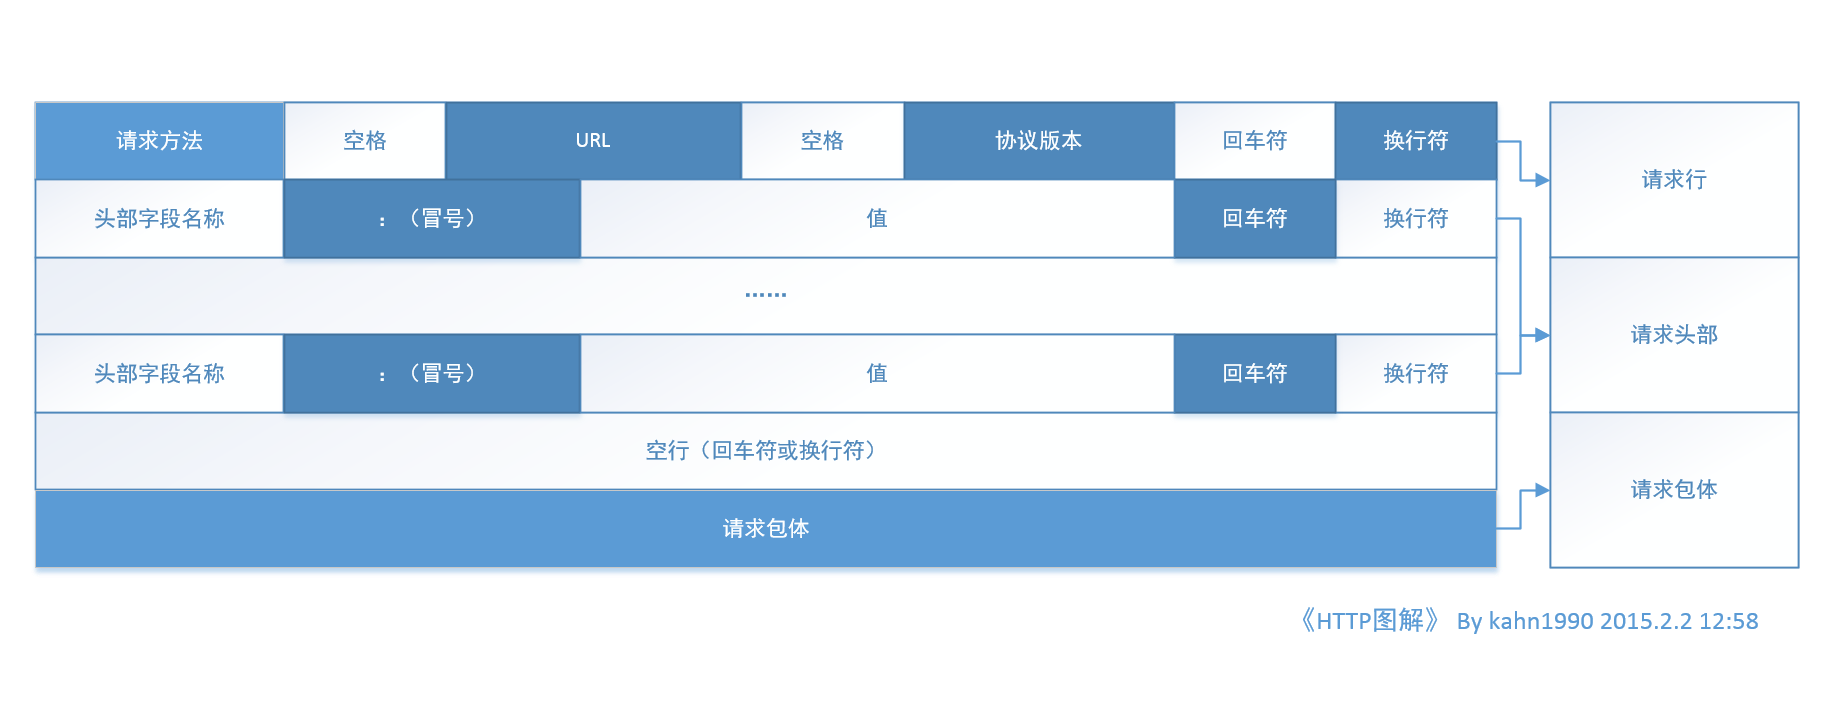 请求方法 空格 URL 空格 协议版本 回车符 换行符
头部字段名称 ：（冒号） 值 回车符 换行符
……
头部字段名称 ：（冒号） 值 回车符 换行符
空行（回车符或换行符）
请求包体
请求行
请求头部
请求包体
《HTTP图解》 By kahn1990 2015.2.2 12:58